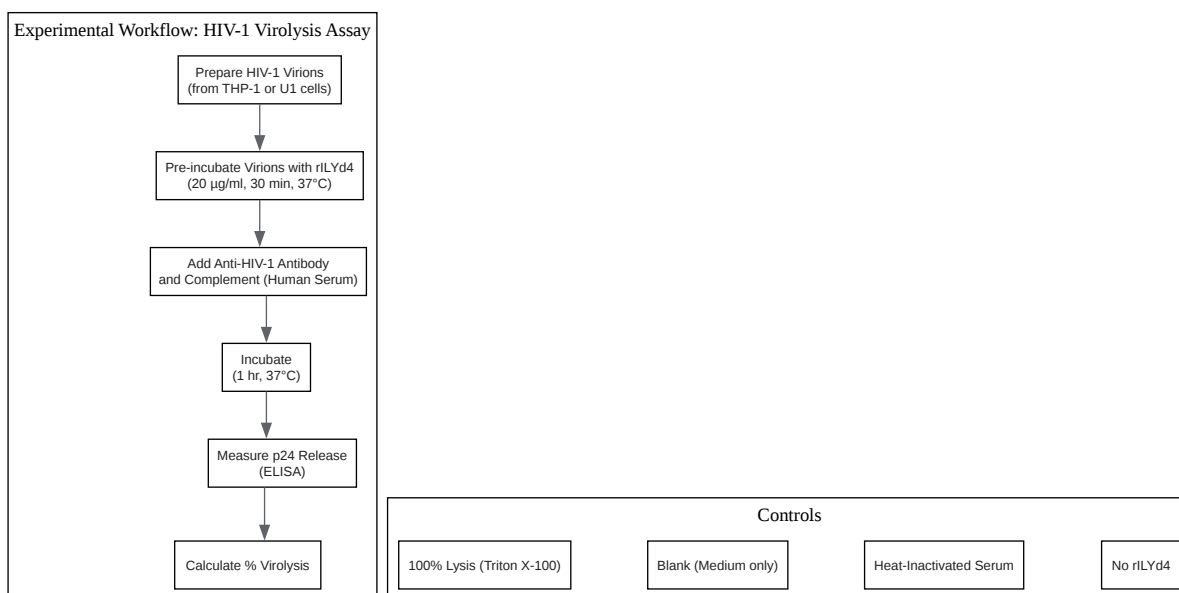 Experimental Workflow: HIV-1 Virolysis Assay
Prepare HIV-1 Virions
(from THP-1 or U1 cells)
Pre-incubate Virions with rILYd4
(20 µg/ml, 30 min, 37°C)
Add Anti-HIV-1 Antibody
and Complement (Human Serum)
Incubate
(1 hr, 37°C)
Measure p24 Release
(ELISA)
Calculate % Virolysis
Controls
100% Lysis (Triton X-100)
Blank (Medium only)
Heat-Inactivated Serum
No rILYd4